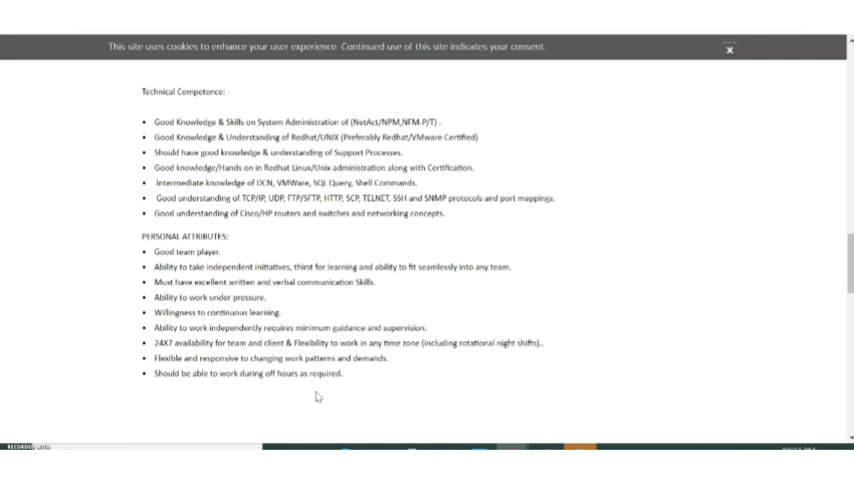 This site uses cookies to enhance your user experience. Continued use of this site indicates your consent.
x
Technical Competence: -
• Good Knowledge & Skills on System Administration of (NetAct/NPM,NFM-P/T) .
• Good Knowledge & Understanding of Redhat/UNIX (Preferably Redhat/VMware Certified)
• Should have good knowledge & understanding of Support Processes.
• Good knowledge/Hands on in Redhat Linux/Unix administration along with Certification.
• Intermediate knowledge of DCN, VMWare, SQL Query, Shell Commands.
• Good understanding of TCP/IP, UDP, FTP/SFTP, HTTP, SCP, TELNET, SSH and SNMP protocols and port mappings.
• Good understanding of Cisco/HP routers and switches and networking concepts.
PERSONAL ATTRIBUTES:
• Good team player.
• Ability to take independent initiatives, thirst for learning and ability to fit seamlessly into any team.
• Must have excellent written and verbal communication Skills.
• Ability to work under pressure.
• Willingness to continuous learning.
• Ability to work independently requires minimum guidance and supervision.
• 24X7 availability for team and client & Flexibility to work in any time zone (including rotational night shifts)..
• Flexible and responsive to changing work patterns and demands.
• Should be able to work during off hours as required.
RECORDED WITH